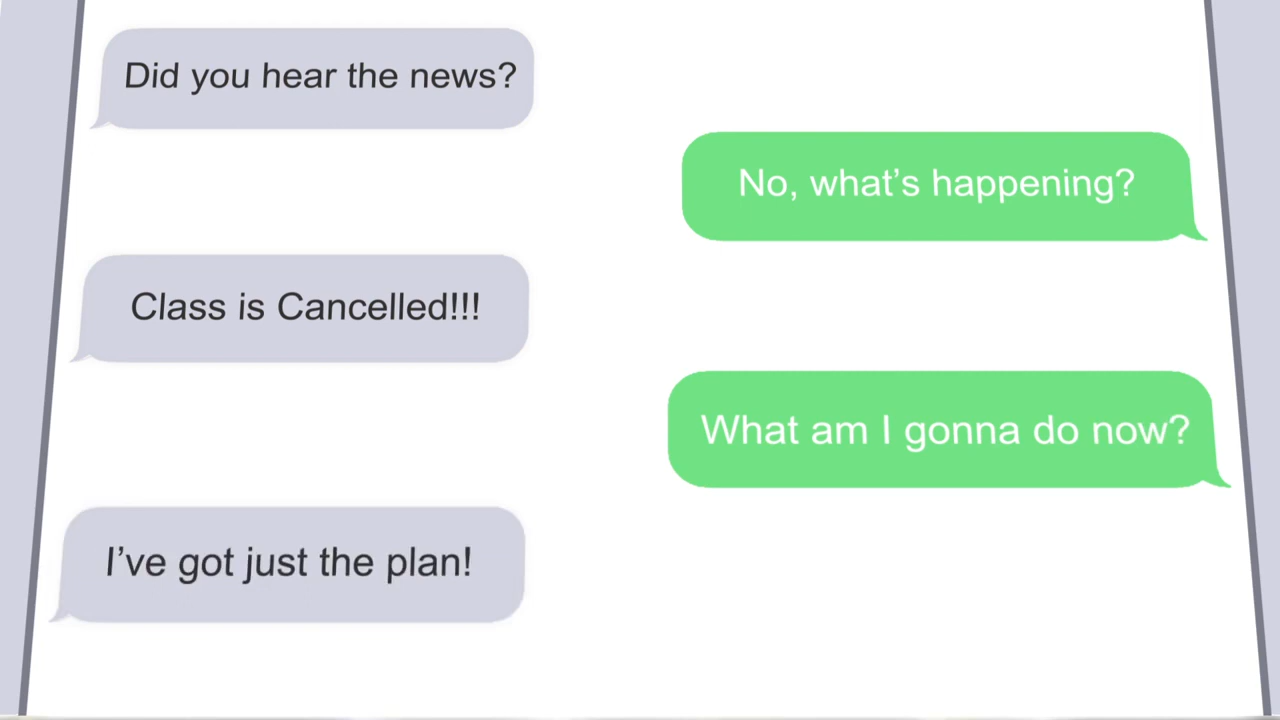 Did you hear the news?
No, what’s happening?
Class is Cancelled!!!
What am I gonna do now?
I’ve got just the plan!